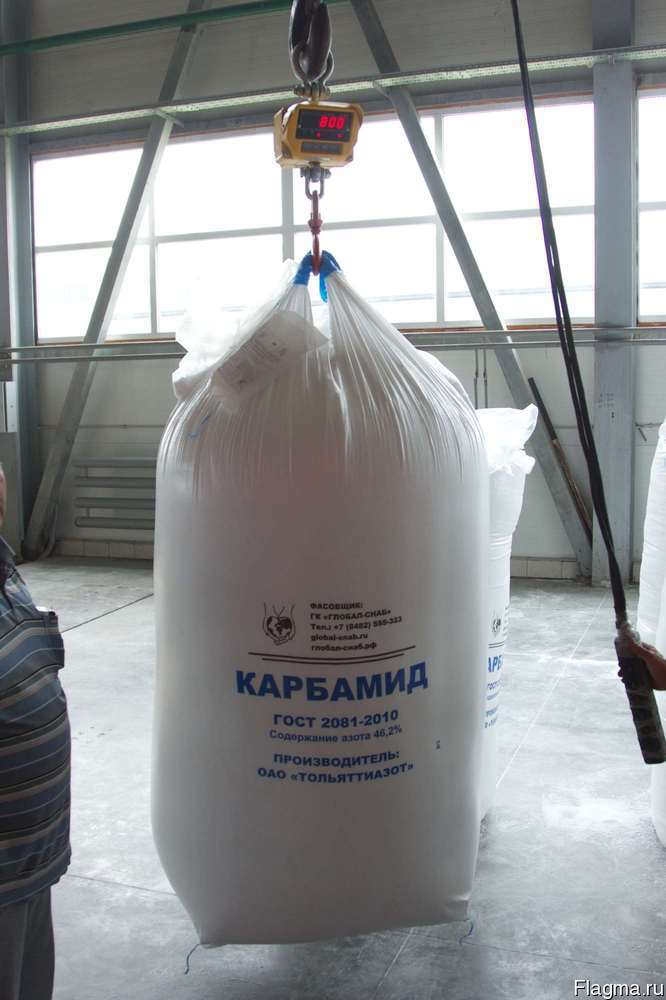 800
ФАСОВЩИК:
ГК «ГЛОБАЛ-СНАБ»
Тел.: +7 (8482) 555-333
global-snab.ru
глобал-снаб.рф
КАРБАМИД
ГОСТ 2081-2010
Содержание азота 46,2%
ПРОИЗВОДИТЕЛЬ:
ОАО «ТОЛЬЯТТИАЗОТ»
Flagma.ru